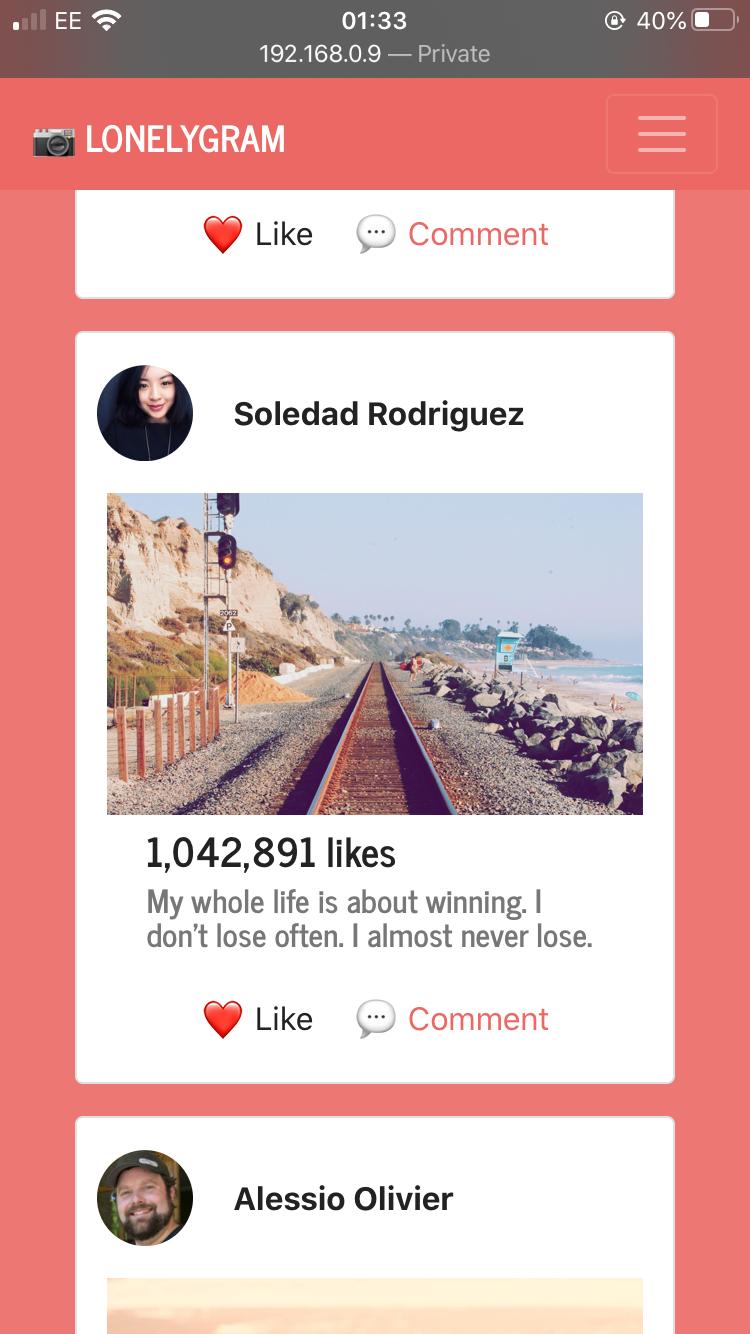 EE 01:33 40%
192.168.0.9 — Private
LONELYGRAM
Like Comment
Soledad Rodriguez
2062
P
1,042,891 likes
My whole life is about winning. I
don't lose often. I almost never lose.
Like Comment
Alessio Olivier